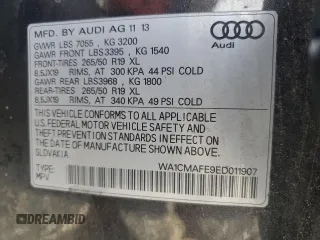 MFD. BY AUDI AG 11 13
GVWR LBS 7055 , KG 3200
GAWR FRONT LBS3395 , KG 1540
FRONT-TIRES 265/50 R19 XL
8,5JX19 RIMS, AT 300 KPA 44 PSI COLD
GAWR REAR LBS3968 , KG 1800
REAR-TIRES 265/50 R19 XL
8,5JX19 RIMS, AT 340 KPA 49 PSI COLD
Audi
THIS VEHICLE CONFORMS TO ALL APPLICABLE
U.S. FEDERAL MOTOR VEHICLE SAFETY AND
THEFT PREVENTION STANDARDS IN EFFECT ON
THE DATE OF MANUFACTURE SHOWN ABOVE.
SLOVAKIA
TYPE: WA1CMAFE9ED011907
MPV
DREAMBID
DREAMBID.COM